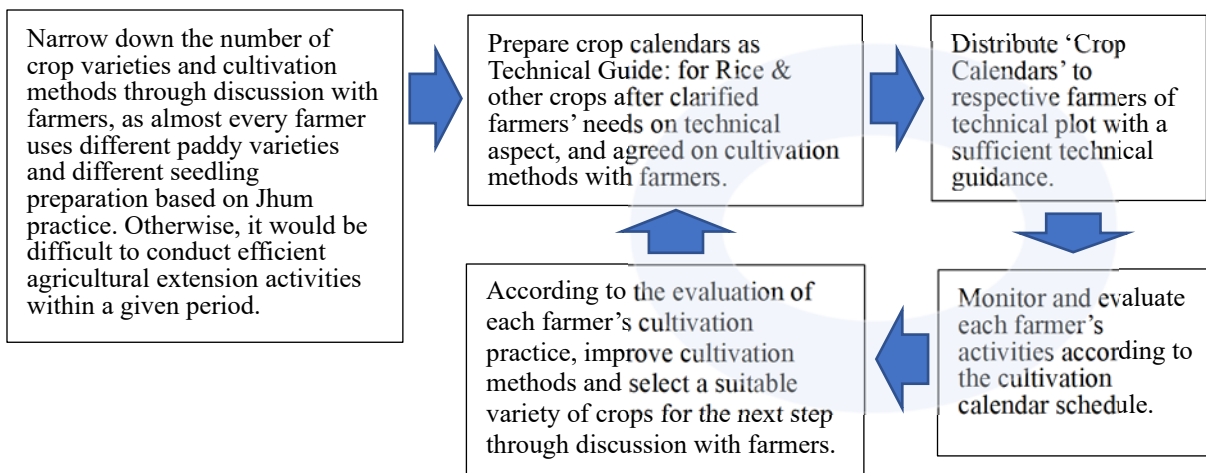 Narrow down the number of
crop varieties and cultivation
methods through discussion with
farmers, as almost every farmer
uses different paddy varieties
and different seedling
preparation based on Jhum
practice. Otherwise, it would be
difficult to conduct efficient
agricultural extension activities
within a given period.
Prepare crop calendars as
Technical Guide: for Rice &
other crops after clarified
farmers’ needs on technical
aspect, and agreed on cultivation
methods with farmers.
Distribute ‘Crop
Calendars’ to
respective farmers of
technical plot with a
sufficient technical
guidance.
Monitor and evaluate
each farmer’s
activities according to
the cultivation
calendar schedule.
According to the evaluation of
each farmer’s cultivation
practice, improve cultivation
methods and select a suitable
variety of crops for the next step
through discussion with farmers.